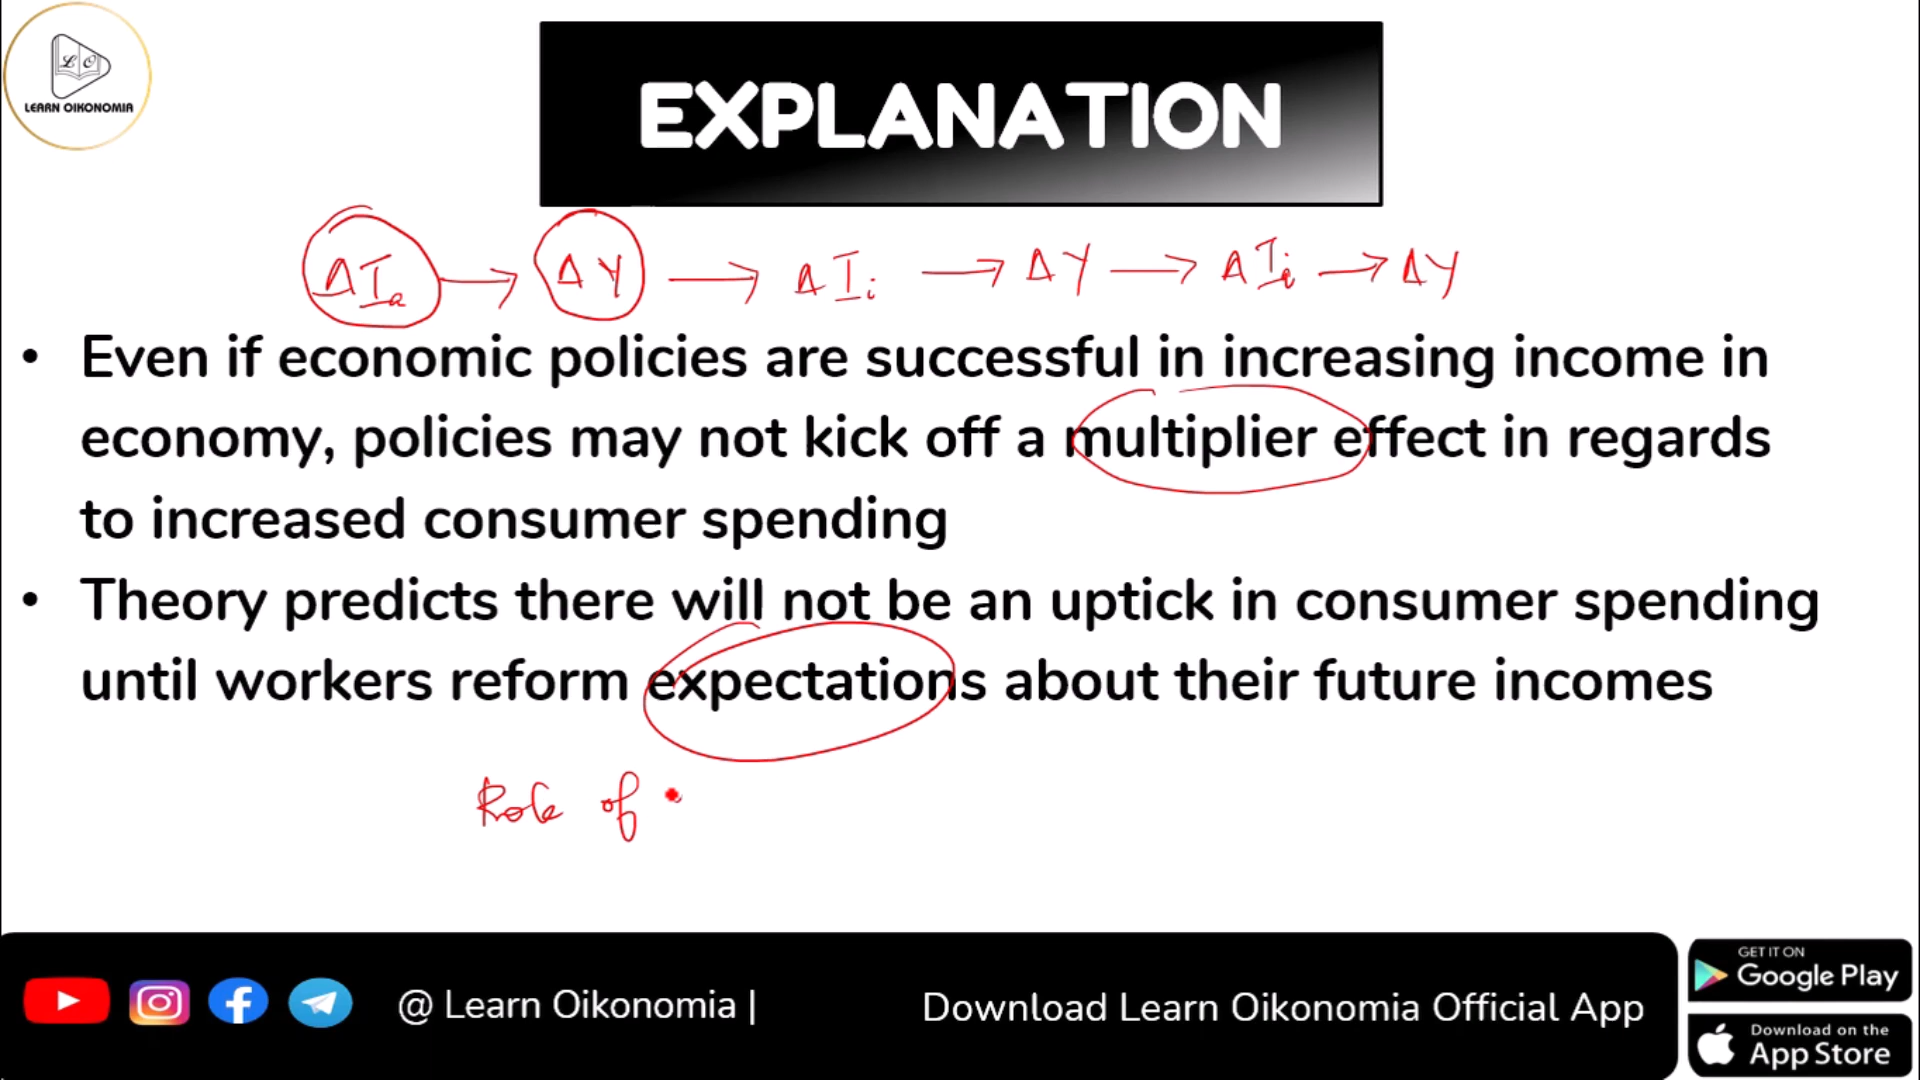 LO
LEARN OIKONOMIA
EXPLANATION
ΔIa → ΔY → ΔIi → ΔY → ΔIi → ΔY
• Even if economic policies are successful in increasing income in
economy, policies may not kick off a multiplier effect in regards
to increased consumer spending
• Theory predicts there will not be an uptick in consumer spending
until workers reform expectations about their future incomes
Role of
@ Learn Oikonomia |
Download Learn Oikonomia Official App
GET IT ON
Google Play
Download on the
App Store